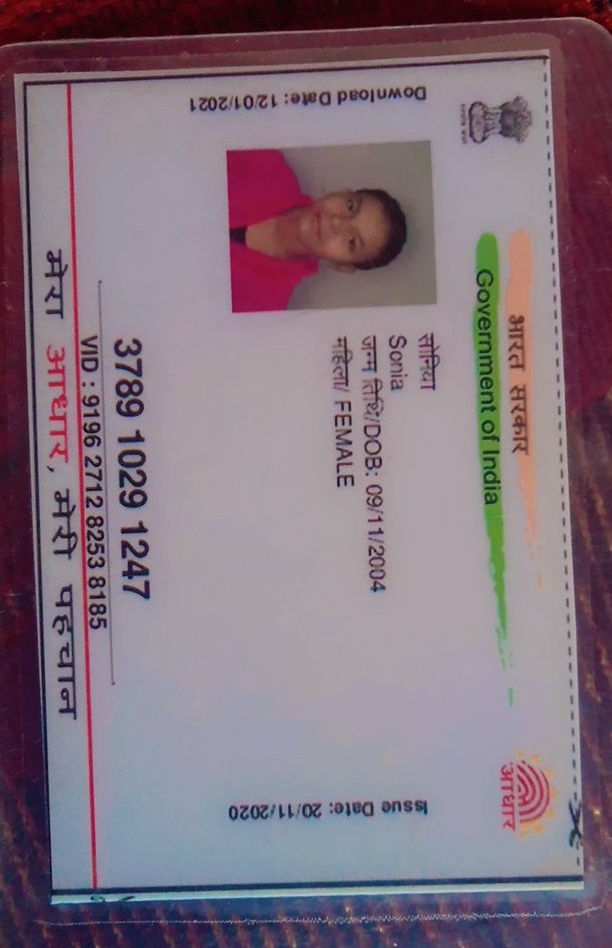 भारत सरकार
Government of India
Download Date: 12/01/2021
सोनिया
Sonia
जन्म तिथि/DOB: 09/11/2004
महिला/ FEMALE
Issue Date: 20/11/2020
आधार
3789 1029 1247
VID : 9196 2712 8253 8185
मेरा आधार, मेरी पहचान